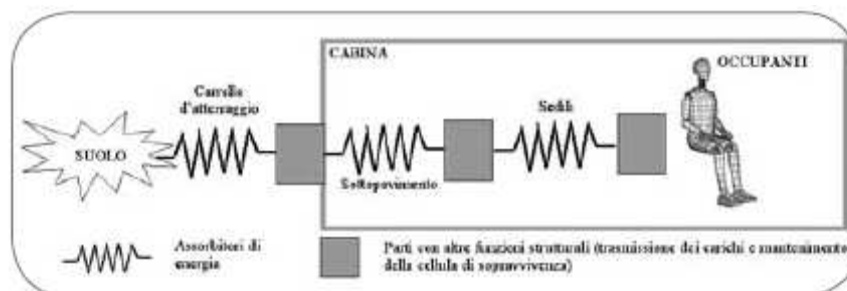 CABINA
OCCUPANTI
Carrello
d'atterraggio
Sedili
SUOLO
Sottopavimento
Assorbitori di
energia
Parti con altre funzioni strutturali (trasmissione dei carichi e mantenimento
della cellula di sopravvivenza)